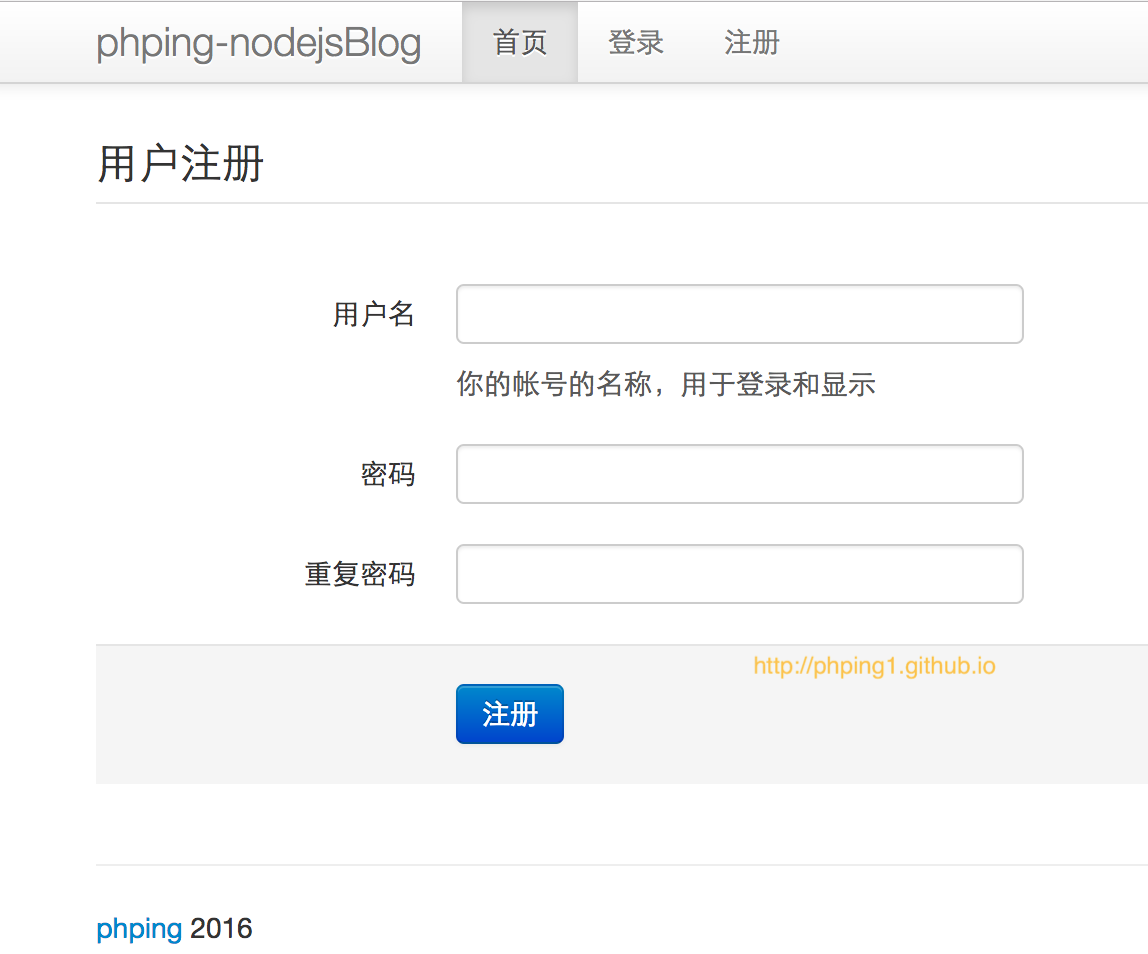 phping-nodejsBlog 首页 登录 注册
用户注册
用户名
你的帐号的名称，用于登录和显示
密码
重复密码
http://phping1.github.io
注册
phping 2016